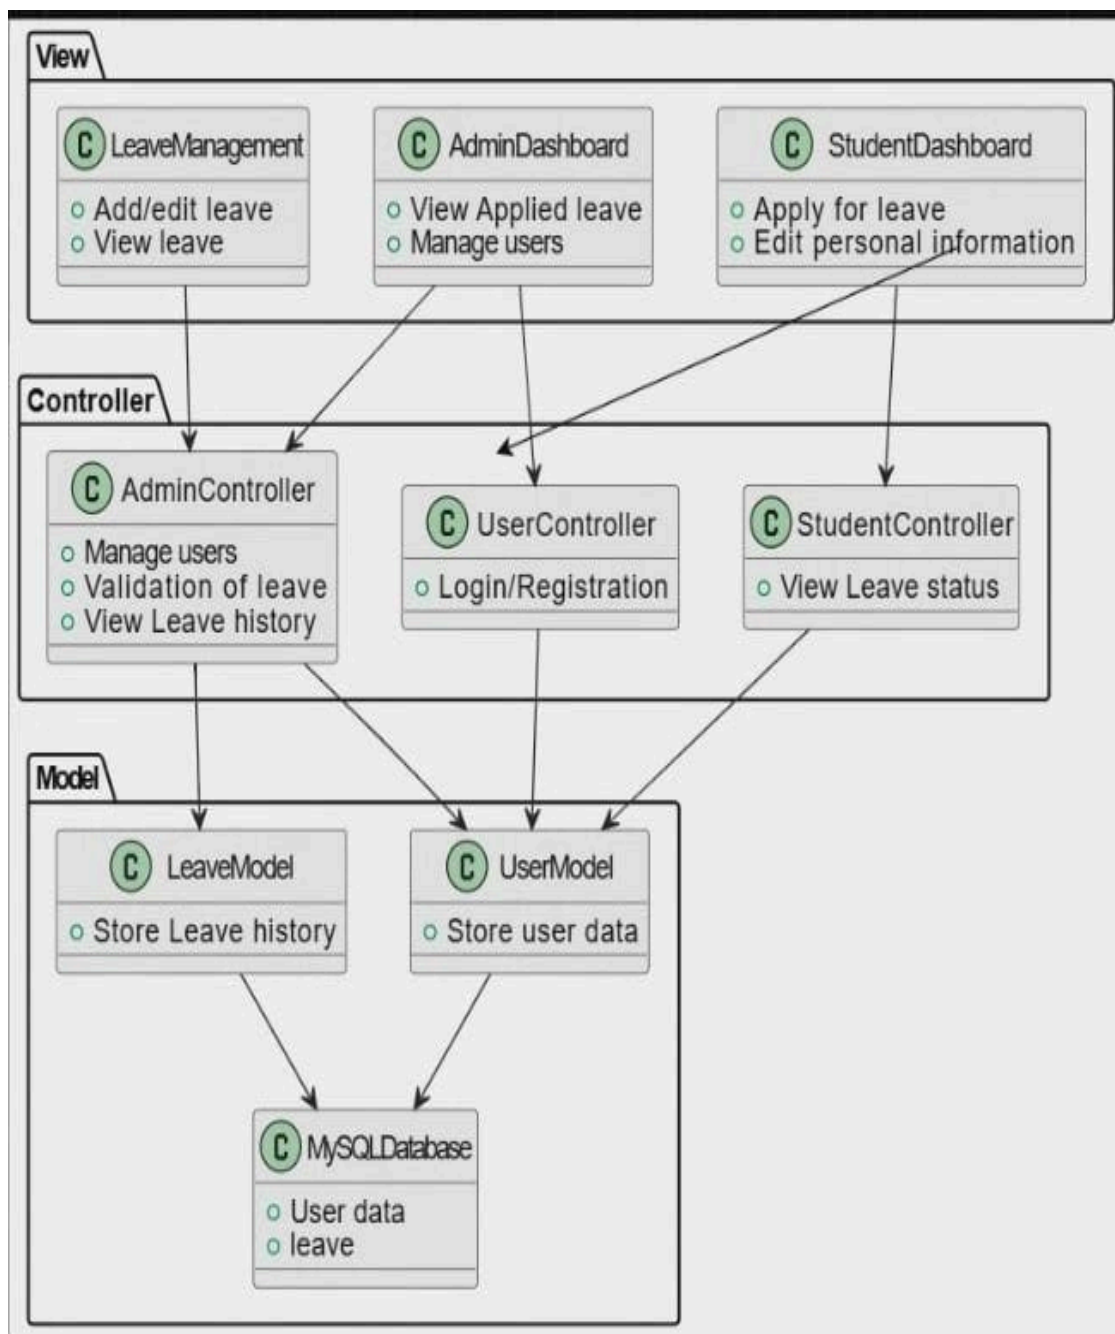 View
C LeaveManagement
Add/edit leave
View leave
C AdminDashboard
View Applied leave
Manage users
C StudentDashboard
Apply for leave
Edit personal information
Controller
C AdminController
Manage users
Validation of leave
View Leave history
C UserController
Login/Registration
C StudentController
View Leave status
Model
C LeaveModel
Store Leave history
C UserModel
Store user data
C MySQLDatabase
User data
leave